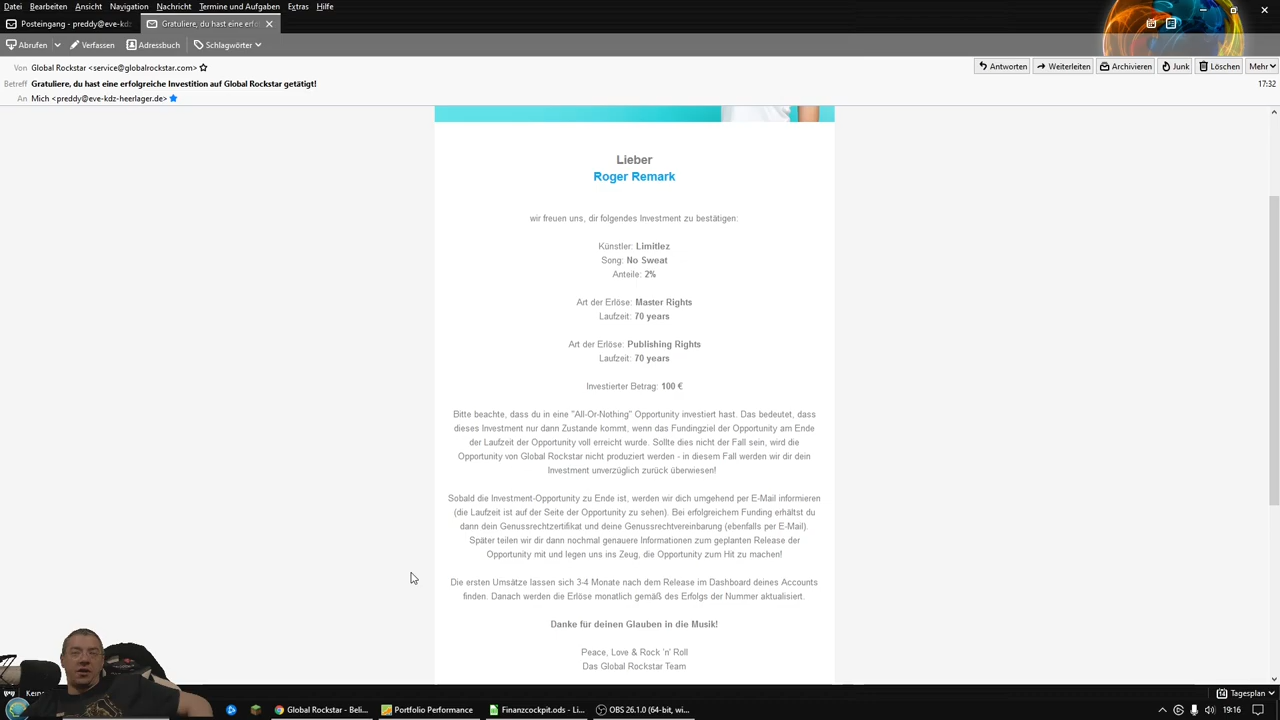 Datei Bearbeiten Ansicht Navigation Nachricht Termine und Aufgaben Extras Hilfe
Posteingang - preddy@eve-kdz
Gratuliere, du hast eine erfol
Abrufen Verfassen Adressbuch Schlagwörter
Von Global Rockstar <service@globalrockstar.com>
Antworten Weiterleiten Archivieren Junk Löschen Mehr
Betreff Gratuliere, du hast eine erfolgreiche Investition auf Global Rockstar getätigt!
17:32
An Mich <preddy@eve-kdz-heerlager.de>
Lieber
Roger Remark
wir freuen uns, dir folgendes Investment zu bestätigen:
Künstler: Limitlez
Song: No Sweat
Anteile: 2%
Art der Erlöse: Master Rights
Laufzeit: 70 years
Art der Erlöse: Publishing Rights
Laufzeit: 70 years
Investierter Betrag: 100 €
Bitte beachte, dass du in eine "All-Or-Nothing" Opportunity investiert hast. Das bedeutet, dass
dieses Investment nur dann Zustande kommt, wenn das Fundingziel der Opportunity am Ende
der Laufzeit der Opportunity voll erreicht wurde. Sollte dies nicht der Fall sein, wird die
Opportunity von Global Rockstar nicht produziert werden - in diesem Fall werden wir dir dein
Investment unverzüglich zurück überwiesen!
Sobald die Investment-Opportunity zu Ende ist, werden wir dich umgehend per E-Mail informieren
(die Laufzeit ist auf der Seite der Opportunity zu sehen). Bei erfolgreichem Funding erhältst du
dann dein Genussrechtzertifikat und deine Genussrechtvereinbarung (ebenfalls per E-Mail).
Später teilen wir dir dann nochmal genauere Informationen zum geplanten Release der
Opportunity mit und legen uns ins Zeug, die Opportunity zum Hit zu machen!
Die ersten Umsätze lassen sich 3-4 Monate nach dem Release im Dashboard deines Accounts
finden. Danach werden die Erlöse monatlich gemäß des Erfolgs der Nummer aktualisiert.
Danke für deinen Glauben in die Musik!
Peace, Love & Rock 'n' Roll
Das Global Rockstar Team
Tagesplan
Global Rockstar - Beli...
Portfolio Performance
Finanzcockpit.ods - Li...
OBS 26.1.0 (64-bit, wi...
19:16